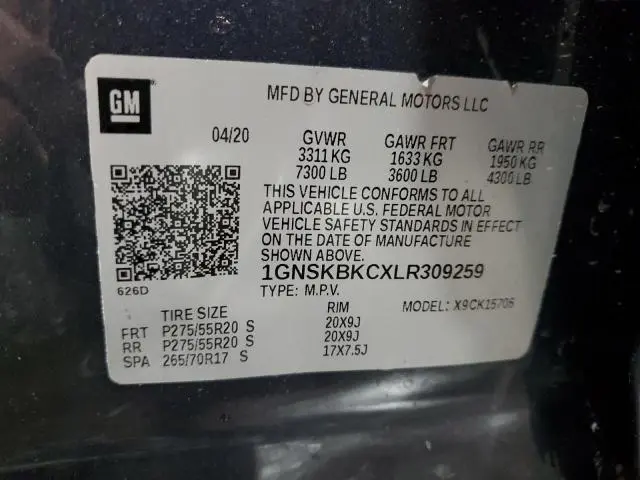 GM
MFD BY GENERAL MOTORS LLC
04/20 GVWR GAWR FRT GAWR RR
3311 KG 1633 KG 1950 KG
7300 LB 3600 LB 4300 LB
THIS VEHICLE CONFORMS TO ALL
APPLICABLE U.S. FEDERAL MOTOR
VEHICLE SAFETY STANDARDS IN EFFECT
ON THE DATE OF MANUFACTURE
SHOWN ABOVE.
1GNSKBKCXLR309259
626D
TYPE: M.P.V. MODEL: X9CK15706
TIRE SIZE RIM
FRT P275/55R20 S 20X9J
RR P275/55R20 S 20X9J
SPA 265/70R17 S 17X7.5J